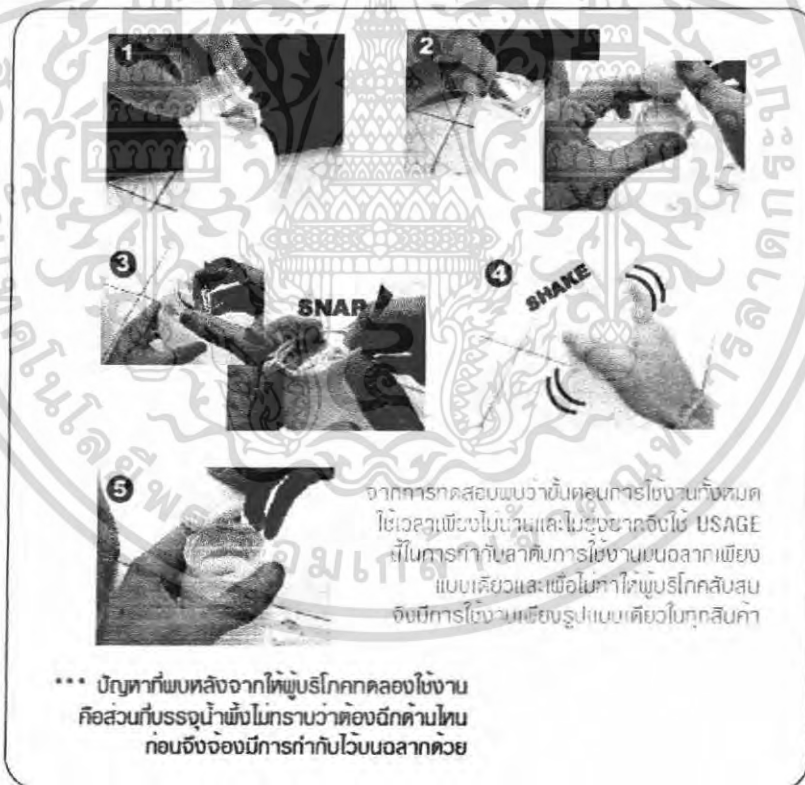 1
2
3
SNAP
4
SHAKE
5
จากการทดสอบพบว่าขั้นตอนการใช้งานทั้งหมด
ใช้เวลาเพียงไม่นานและไม่ยุ่งยากจึงใช้ USAGE
นี้ในการกำกับลำดับการใช้งานบนฉลากเพียง
แบบเดียวและเพื่อไม่ทำให้ผู้บริโภคสับสน
จึงมีการใช้งานเพียงรูปแบบเดียวในทุกสินค้า
*** ปัญหาที่พบหลังจากให้ผู้บริโภคทดลองใช้งาน
คือส่วนที่บรรจุน้ำผึ้งไม่ทราบว่าต้องฉีกด้านไหน
ก่อนจึงจ้องมีการกำกับไว้บนฉลากด้วย